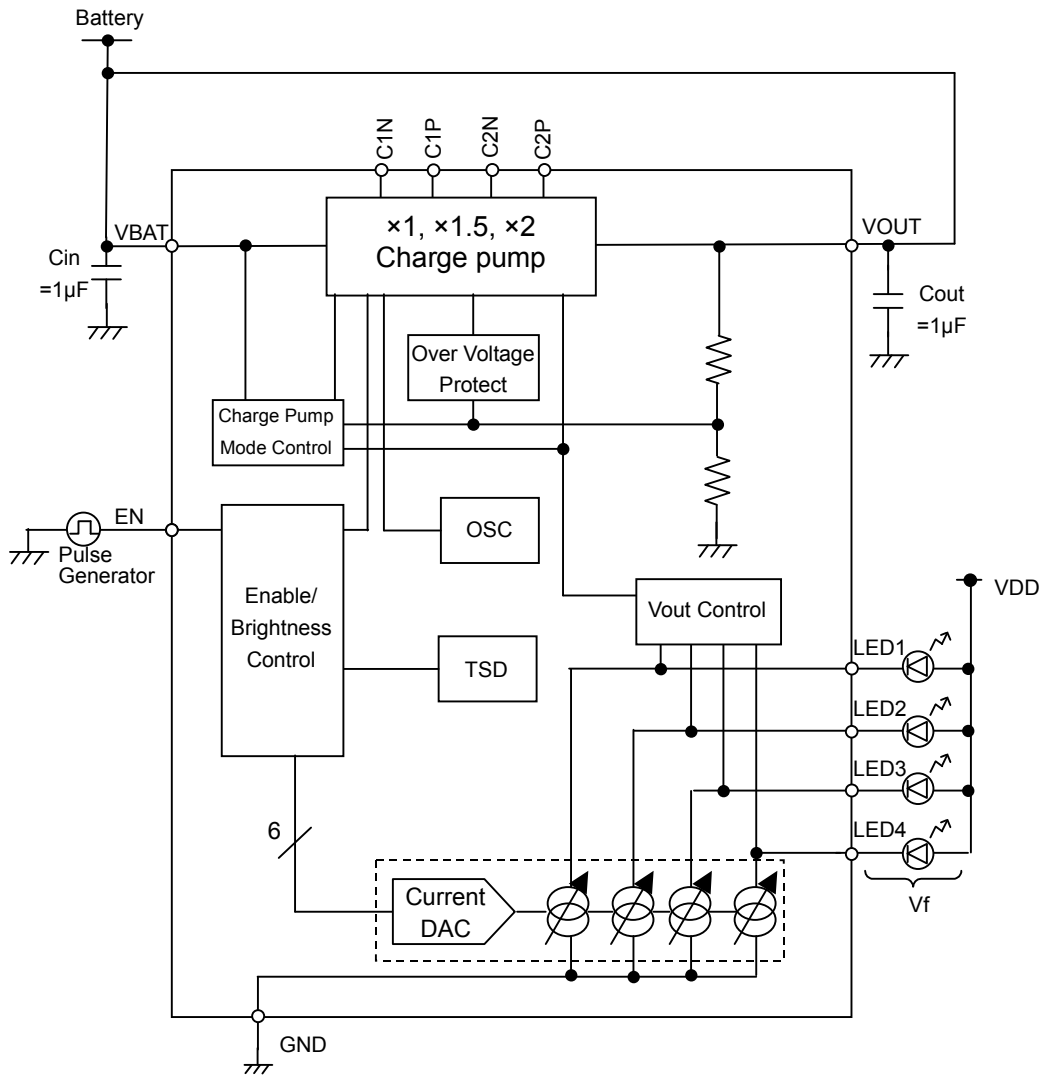 Battery
C1N
C1P
C2N
C2P
VBAT
×1, ×1.5, ×2
Charge pump
VOUT
Cin
=1µF
Cout
=1µF
Over Voltage
Protect
Charge Pump
Mode Control
EN
Pulse
Generator
OSC
Enable/
Brightness
Control
Vout Control
VDD
TSD
LED1
LED2
LED3
LED4
6
Current
DAC
Vf
GND